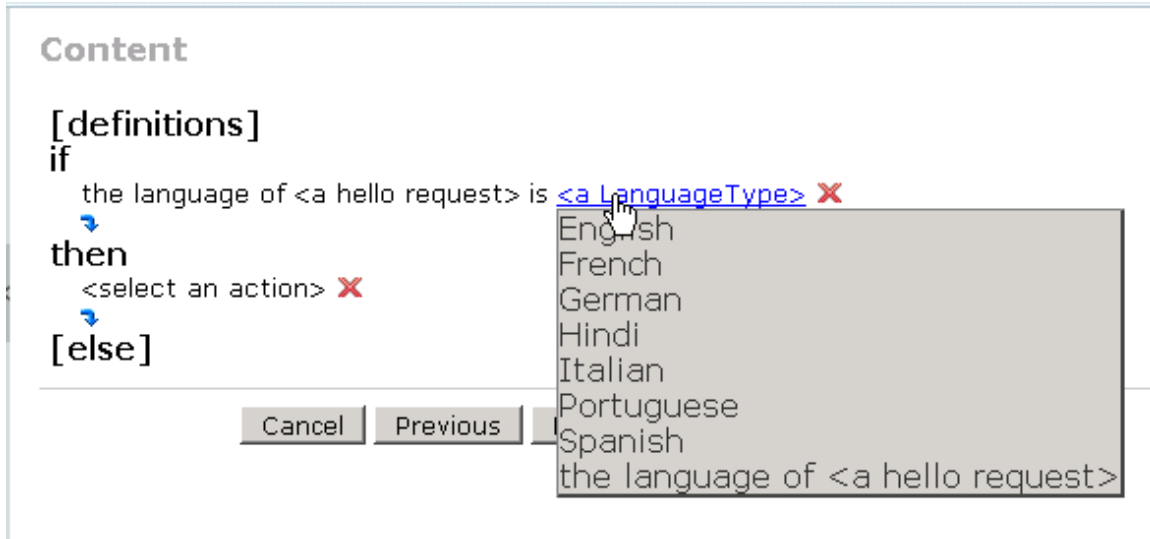 Content
[definitions]
if
the language of <a hello request> is <a LanguageType>
English
French
German
Hindi
Italian
Portuguese
Spanish
the language of <a hello request>
then
<select an action>
[else]
Cancel Previous